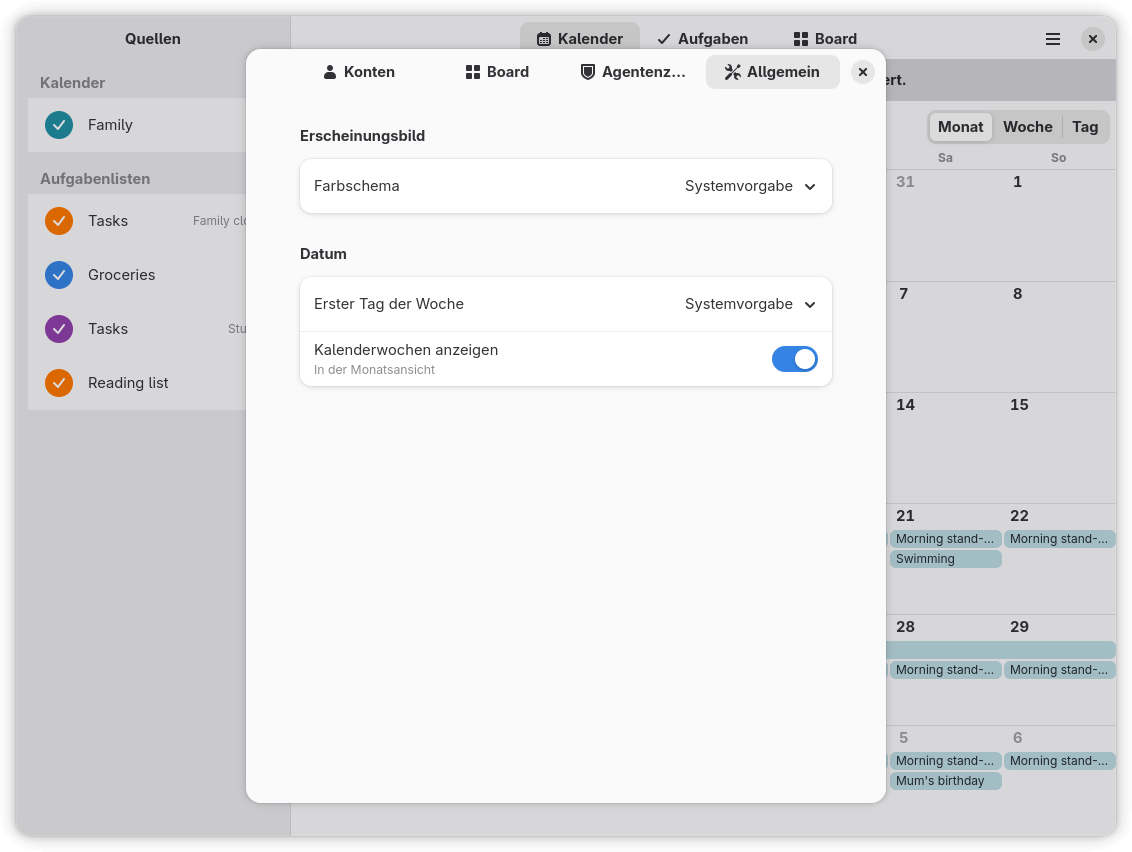 Quellen
Kalender
Aufgaben
Board
Kalender
Family
Aufgabenlisten
Tasks
Family clo
Groceries
Tasks
Stu
Reading list
Konten
Board
Agentenz…
Allgemein
Erscheinungsbild
Farbschema
Systemvorgabe
Datum
Erster Tag der Woche
Systemvorgabe
Kalenderwochen anzeigen
In der Monatsansicht
ert.
Monat
Woche
Tag
Sa
So
31
1
7
8
14
15
21
22
Morning stand-…
Morning stand-…
Swimming
28
29
Morning stand-…
Morning stand-…
5
6
Morning stand-…
Morning stand-…
Mum's birthday